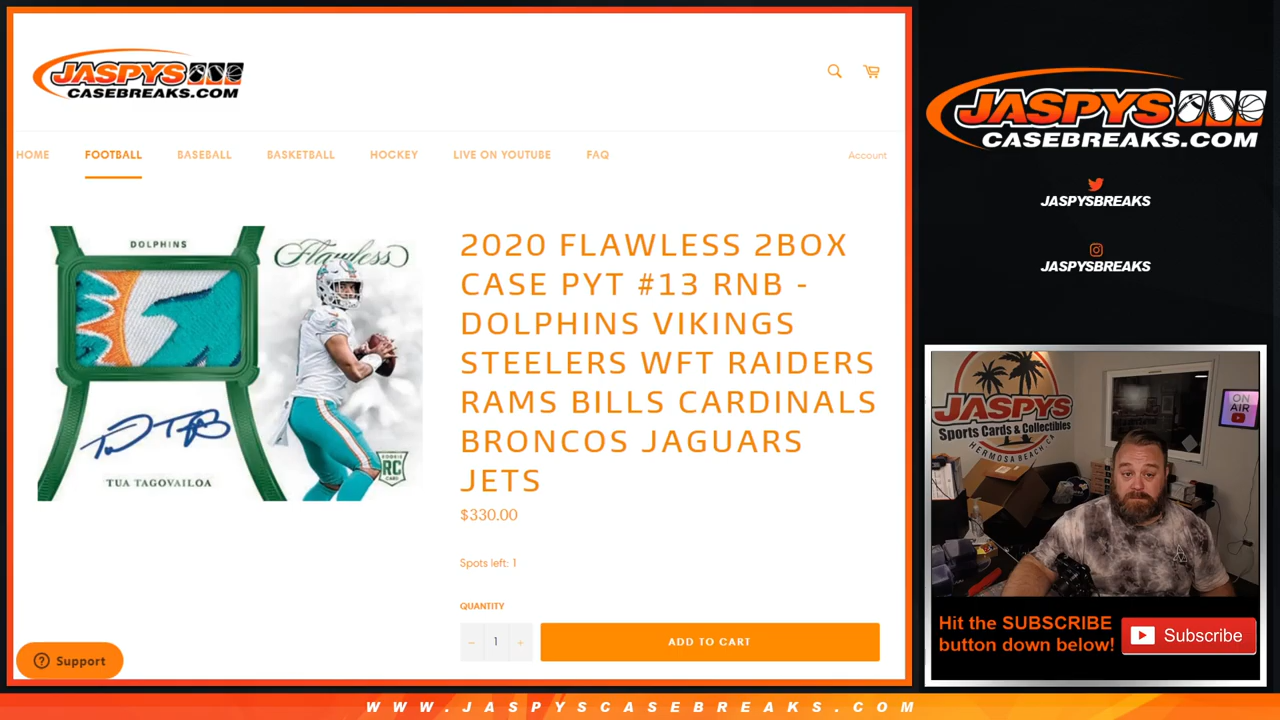 JASPYS
CASEBREAKS.COM
HOME FOOTBALL BASEBALL BASKETBALL HOCKEY LIVE ON YOUTUBE FAQ Account
DOLPHINS
Flawless
ROOKIE
RC
CARD
TUA TAGOVAILOA
2020 FLAWLESS 2BOX
CASE PYT #13 RNB -
DOLPHINS VIKINGS
STEELERS WFT RAIDERS
RAMS BILLS CARDINALS
BRONCOS JAGUARS
JETS
$330.00
Spots left: 1
QUANTITY
− 1 +
ADD TO CART
Support
JASPYS
CASEBREAKS.COM
JASPYSBREAKS
JASPYSBREAKS
JASPYS
Sports Cards & Collectibles
HERMOSA BEACH, CA
ON
AIR
Hit the SUBSCRIBE
button down below!
Subscribe
WWW.JASPYSCASEBREAKS.COM